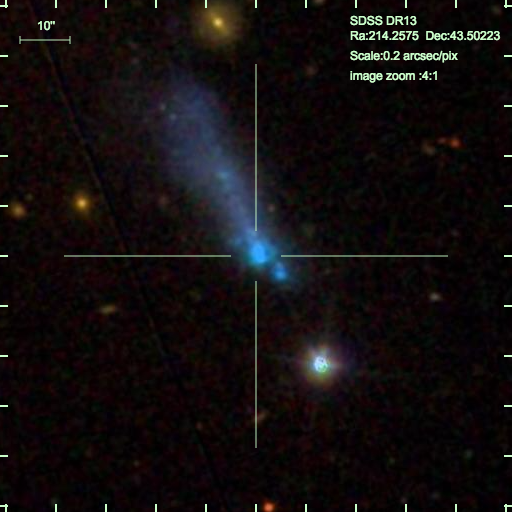 10"
SDSS DR13
Ra:214.2575 Dec:43.50223
Scale:0.2 arcsec/pix
image zoom :4:1